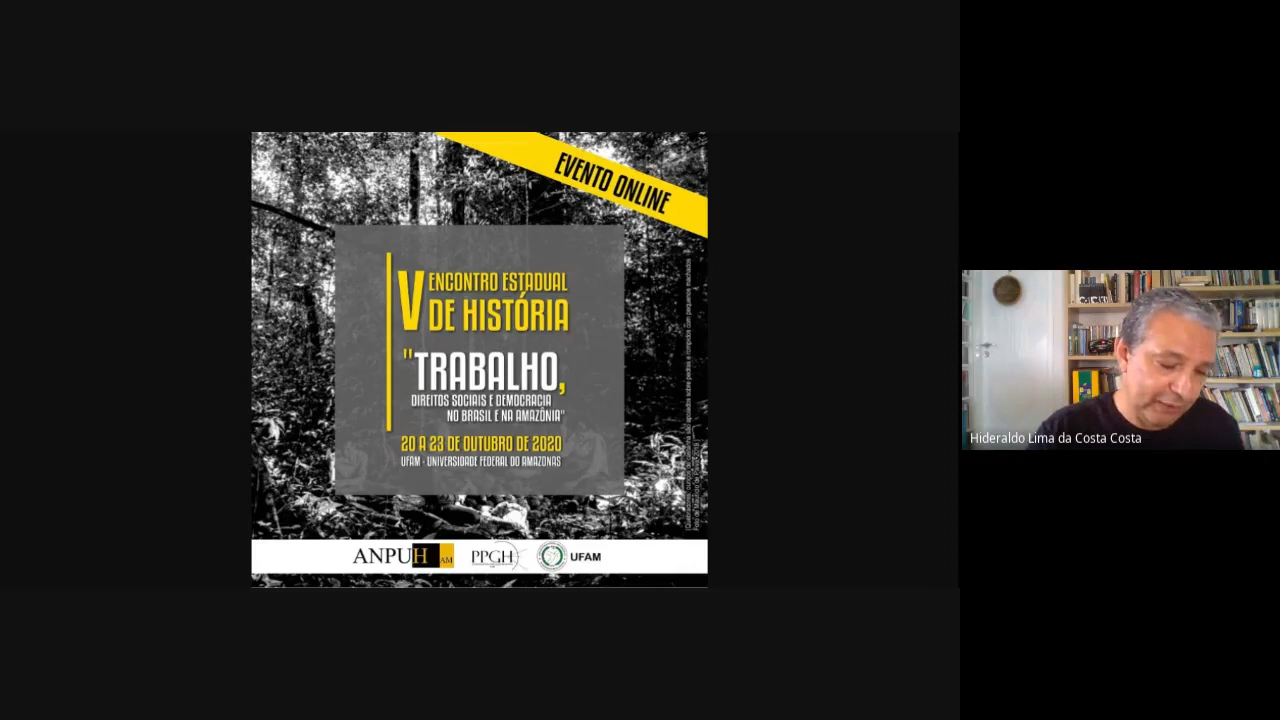 EVENTO ONLINE
V ENCONTRO ESTADUAL
DE HISTÓRIA
"TRABALHO,
DIREITOS SOCIAIS E DEMOCRACIA
NO BRASIL E NA AMAZÔNIA"
20 A 23 DE OUTUBRO DE 2020
UFAM - UNIVERSIDADE FEDERAL DO AMAZONAS
ANPUH AM
PPGH
UFAM
Hideraldo Lima da Costa Costa